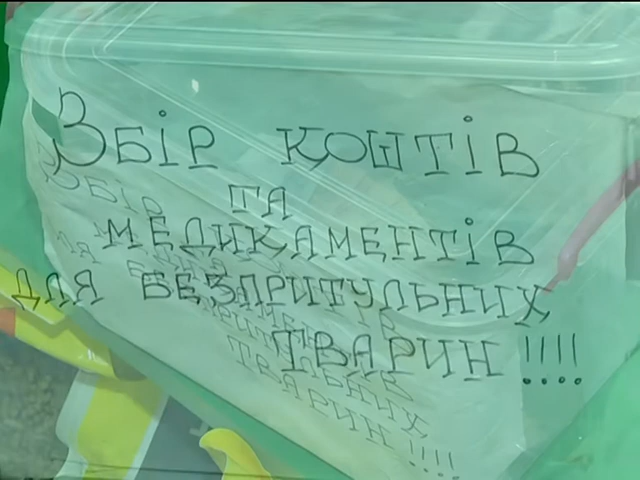 Збір коштів
та
медикаментів
для безпритульних
тварин!!!!